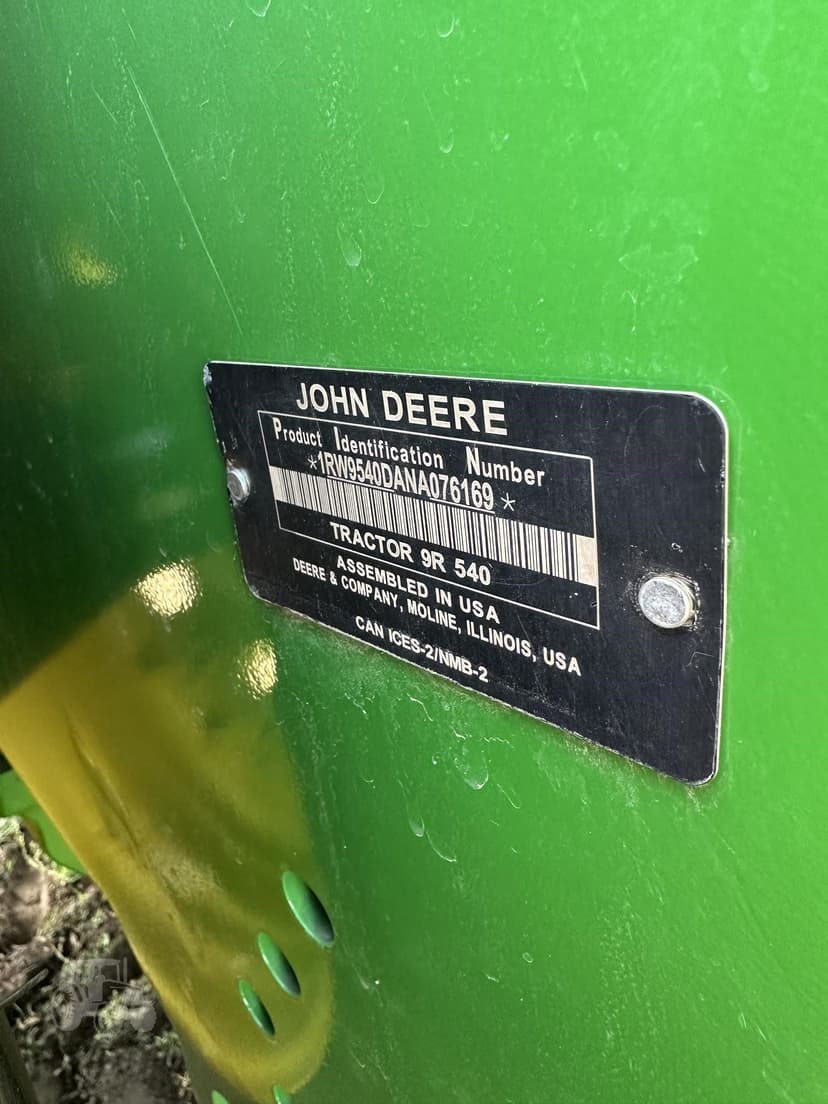 JOHN DEERE
Product Identification Number
*1RW9540DANA076169*
TRACTOR 9R 540
ASSEMBLED IN USA
DEERE & COMPANY, MOLINE, ILLINOIS, USA
CAN ICES-2/NMB-2